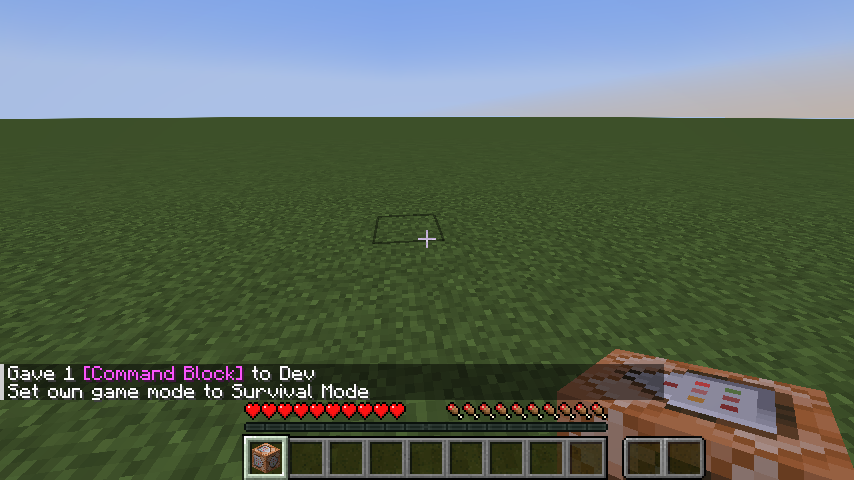 Gave 1 [Command Block] to Dev
Set own game mode to Survival Mode